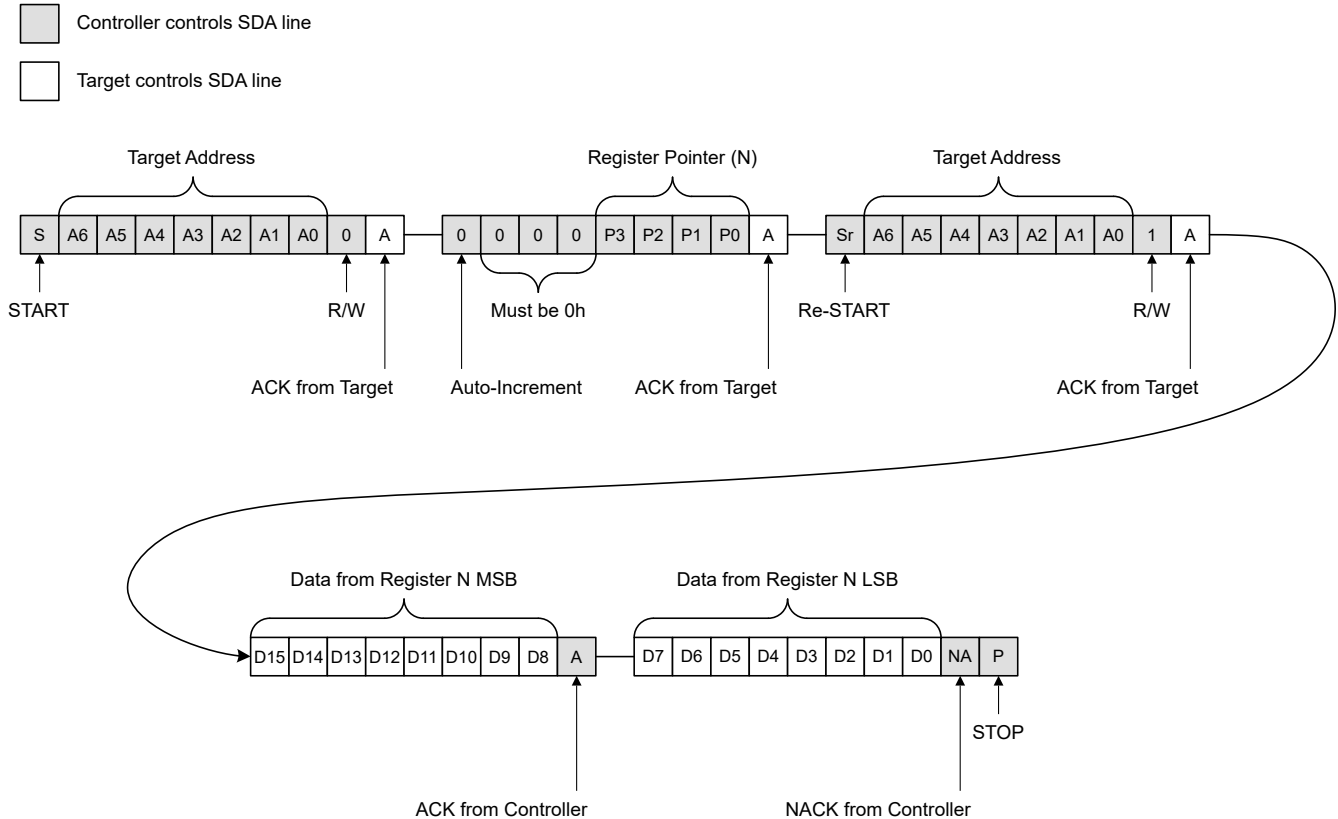 Controller controls SDA line
Target controls SDA line
Target Address
Register Pointer (N)
Target Address
S A6 A5 A4 A3 A2 A1 A0 0 A
0 0 0 0 P3 P2 P1 P0 A
Sr A6 A5 A4 A3 A2 A1 A0 1 A
START
R/W
Must be 0h
Re-START
R/W
ACK from Target
Auto-Increment
ACK from Target
ACK from Target
Data from Register N MSB
Data from Register N LSB
D15 D14 D13 D12 D11 D10 D9 D8 A
D7 D6 D5 D4 D3 D2 D1 D0 NA P
STOP
ACK from Controller
NACK from Controller